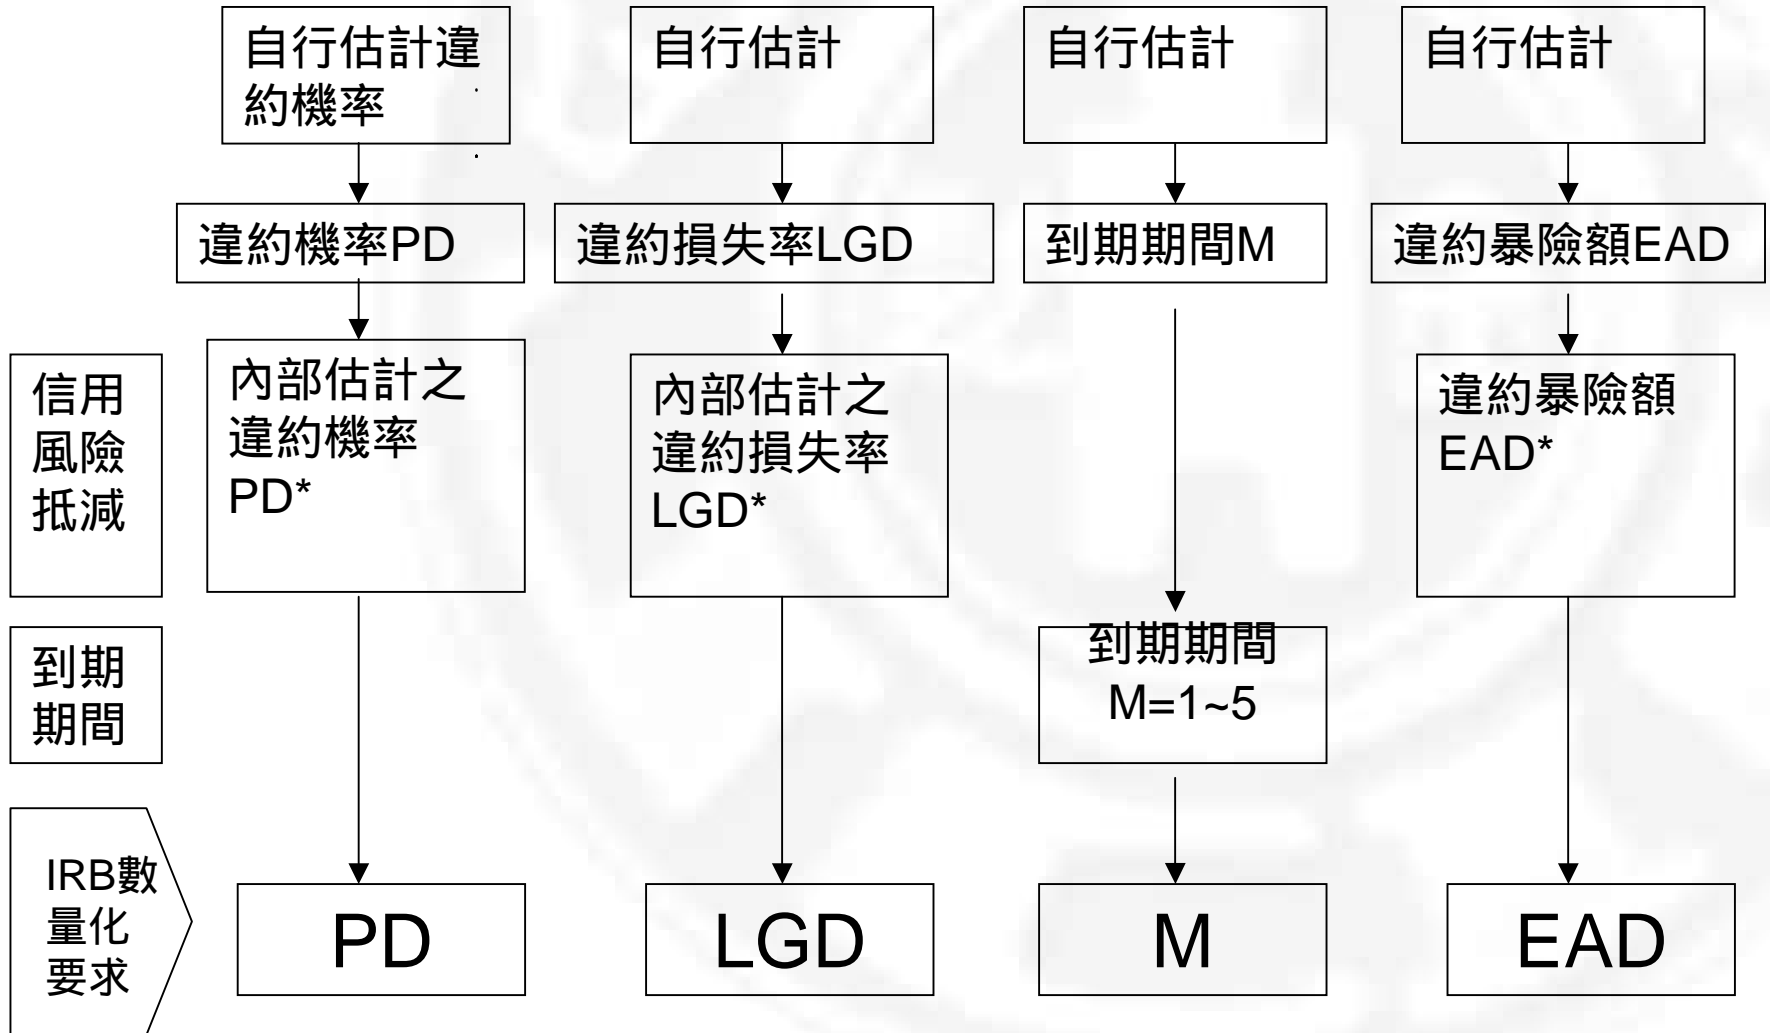 自行估計違
約機率
自行估計
自行估計
自行估計
違約機率PD
違約損失率LGD
到期期間M
違約暴險額EAD
信用
風險
抵減
內部估計之
違約機率
PD*
內部估計之
違約損失率
LGD*
違約暴險額
EAD*
到期
期間
到期期間
M=1~5
IRB數
量化
要求
PD
LGD
M
EAD